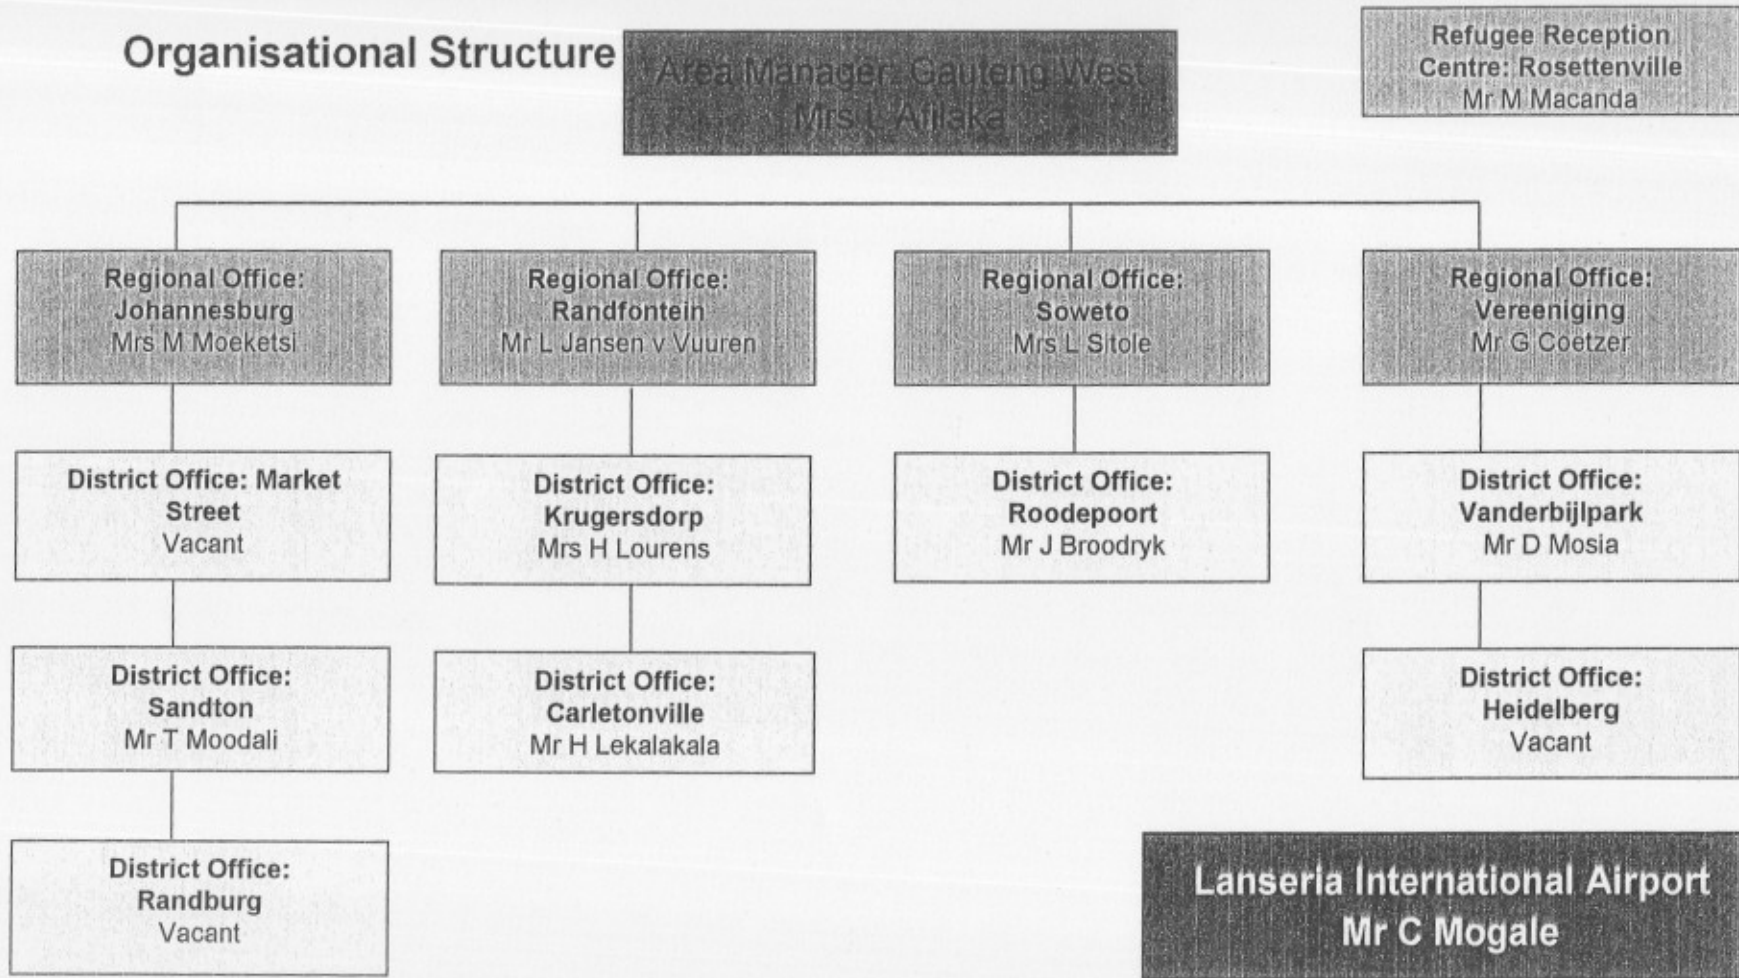 Organisational Structure
Area Manager: Gauteng West
Mrs L Afilaka
Refugee Reception
Centre: Rosettenville
Mr M Macanda
Regional Office:
Johannesburg
Mrs M Moeketsi
Regional Office:
Randfontein
Mr L Jansen v Vuuren
Regional Office:
Soweto
Mrs L Sitole
Regional Office:
Vereeniging
Mr G Coetzer
District Office: Market
Street
Vacant
District Office:
Krugersdorp
Mrs H Lourens
District Office:
Roodepoort
Mr J Broodryk
District Office:
Vanderbijlpark
Mr D Mosia
District Office:
Sandton
Mr T Moodali
District Office:
Carletonville
Mr H Lekalakala
District Office:
Heidelberg
Vacant
District Office:
Randburg
Vacant
Lanseria International Airport
Mr C Mogale